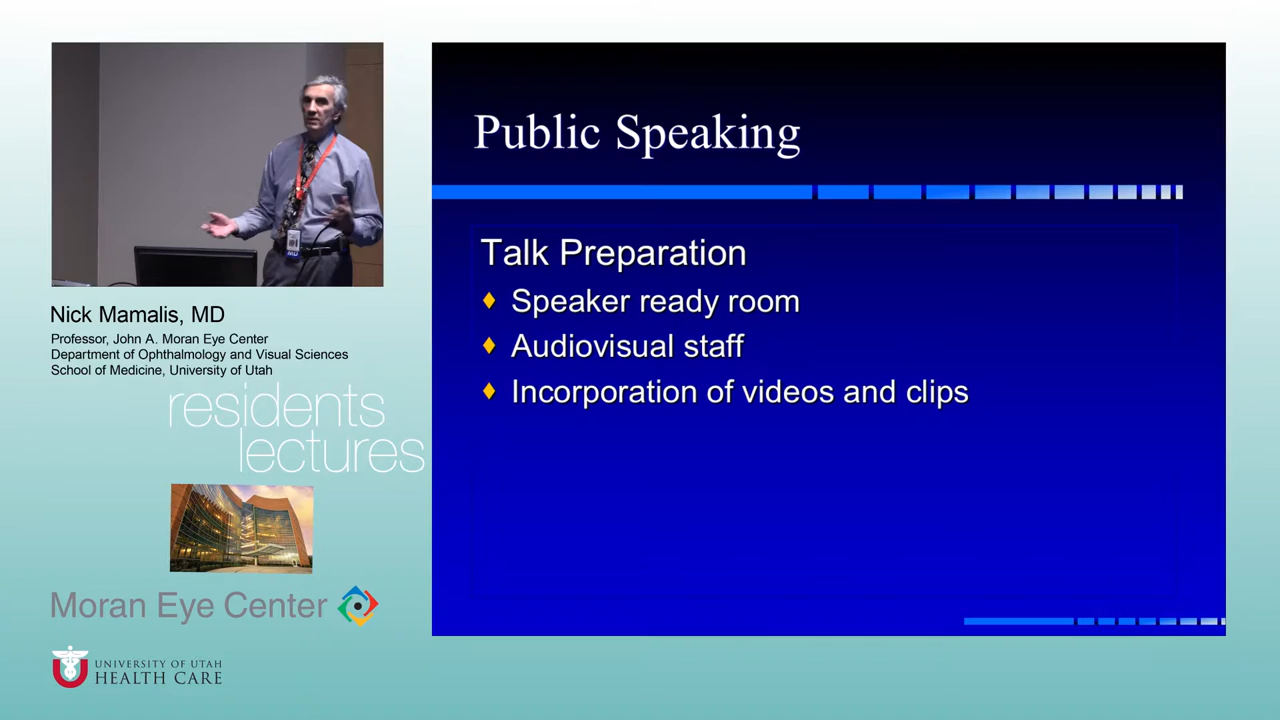 Public Speaking
Talk Preparation
Speaker ready room
Audiovisual staff
Incorporation of videos and clips
Nick Mamalis, MD
Professor, John A. Moran Eye Center
Department of Ophthalmology and Visual Sciences
School of Medicine, University of Utah
residents
lectures
Moran Eye Center
UNIVERSITY OF UTAH
HEALTH CARE